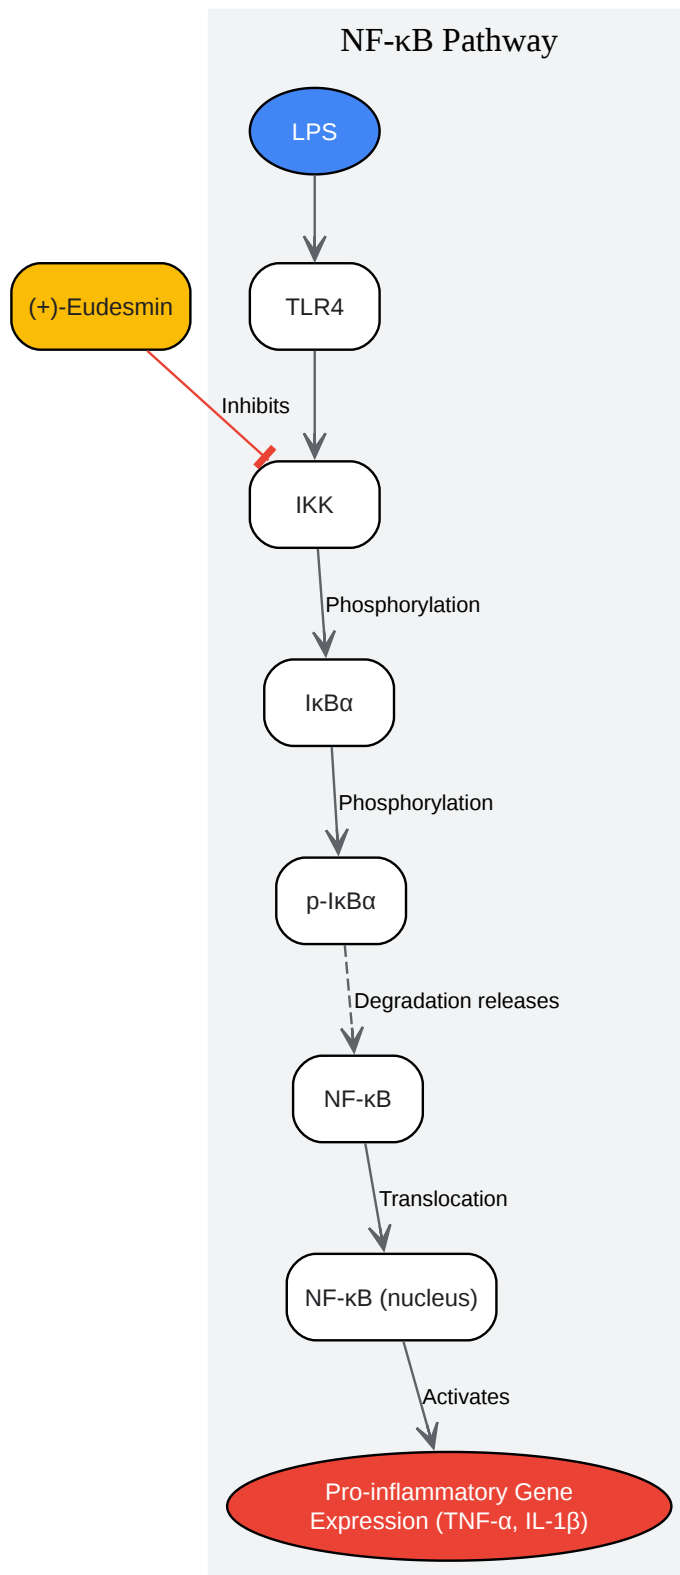 NF-κB Pathway
LPS
(+)-Eudesmin
TLR4
Inhibits
IKK
Phosphorylation
IκBα
Phosphorylation
p-IκBα
Degradation releases
NF-κB
Translocation
NF-κB (nucleus)
Activates
Pro-inflammatory Gene
Expression (TNF-α, IL-1β)